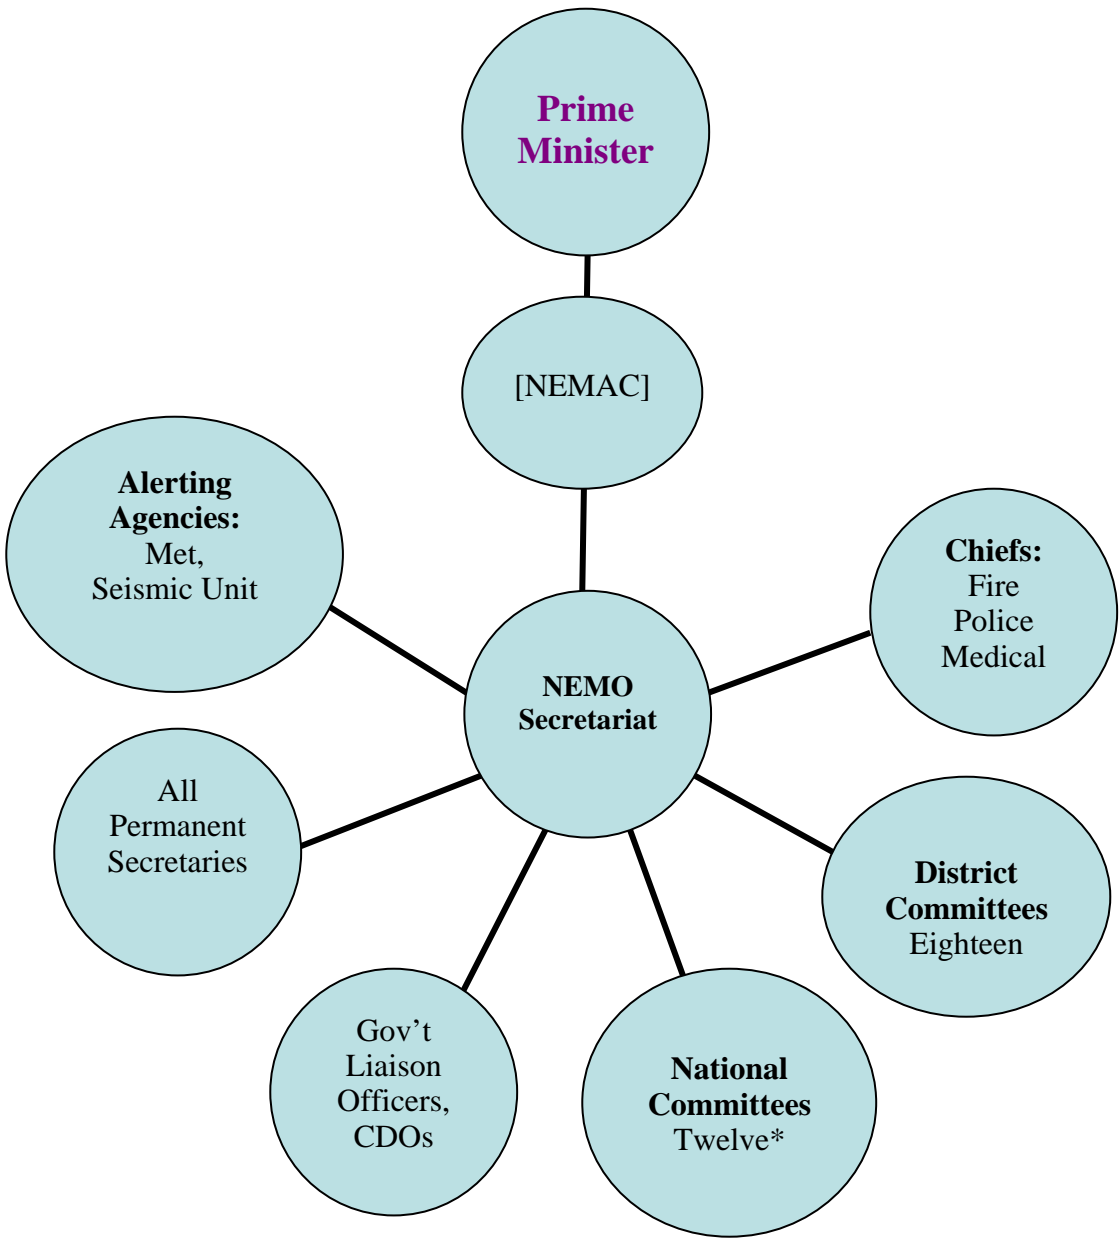 Prime
Minister
[NEMAC]
Alerting
Agencies:
Met,
Seismic Unit
Chiefs:
Fire
Police
Medical
NEMO
Secretariat
All
Permanent
Secretaries
District
Committees
Eighteen
Gov’t
Liaison
Officers,
CDOs
National
Committees
Twelve*